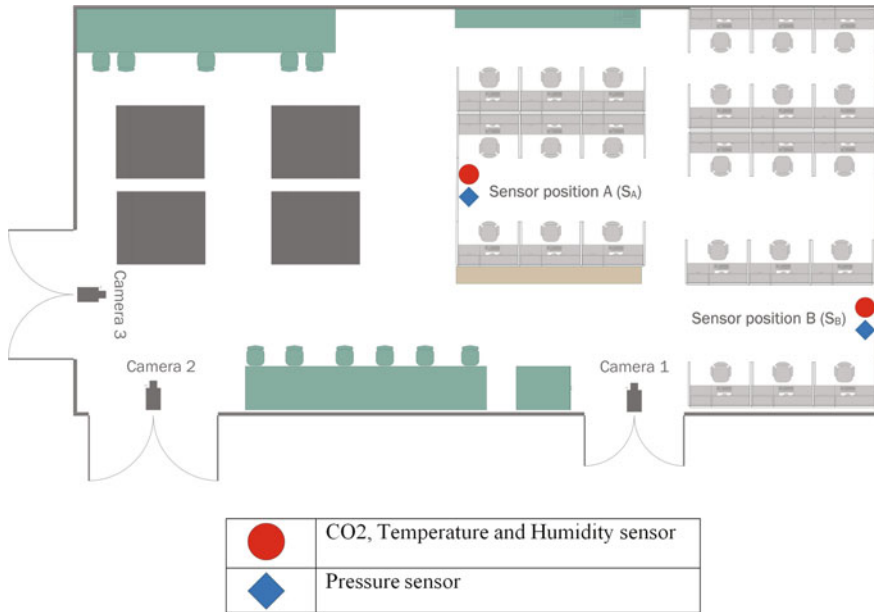 Sensor position A (SA)
Sensor position B (SB)
Camera 3
Camera 2
Camera 1
CO2, Temperature and Humidity sensor
Pressure sensor